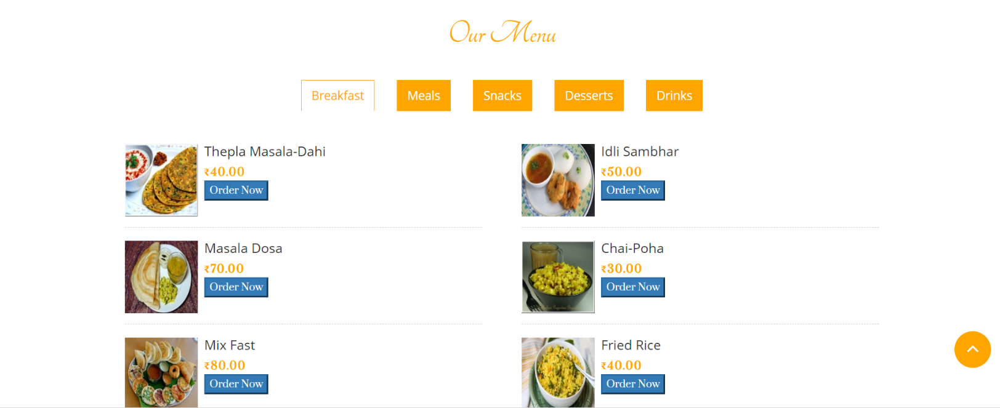 Our Menu
Breakfast
Meals
Snacks
Desserts
Drinks
Thepla Masala-Dahi
₹40.00
Order Now
Idli Sambhar
₹50.00
Order Now
Masala Dosa
₹70.00
Order Now
Chai-Poha
₹30.00
Order Now
Mix Fast
₹80.00
Order Now
Fried Rice
₹40.00
Order Now